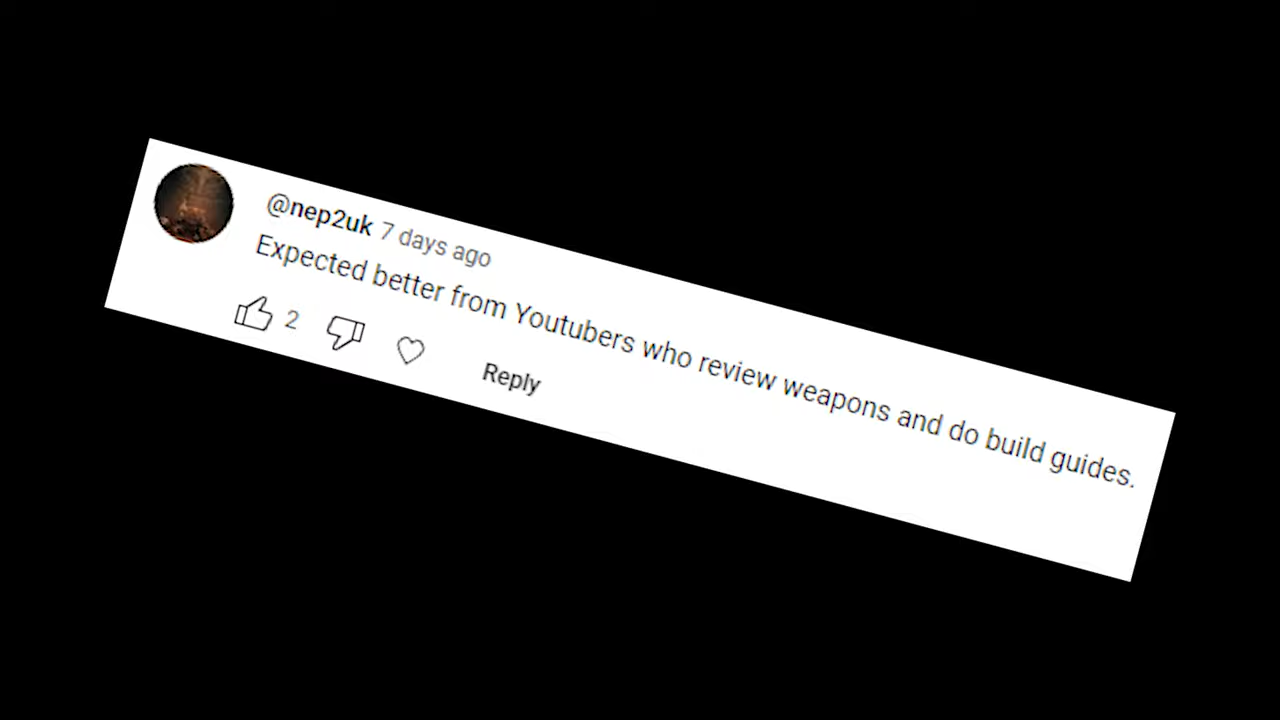 @nep2uk 7 days ago
Expected better from Youtubers who review weapons and do build guides.
2 Reply